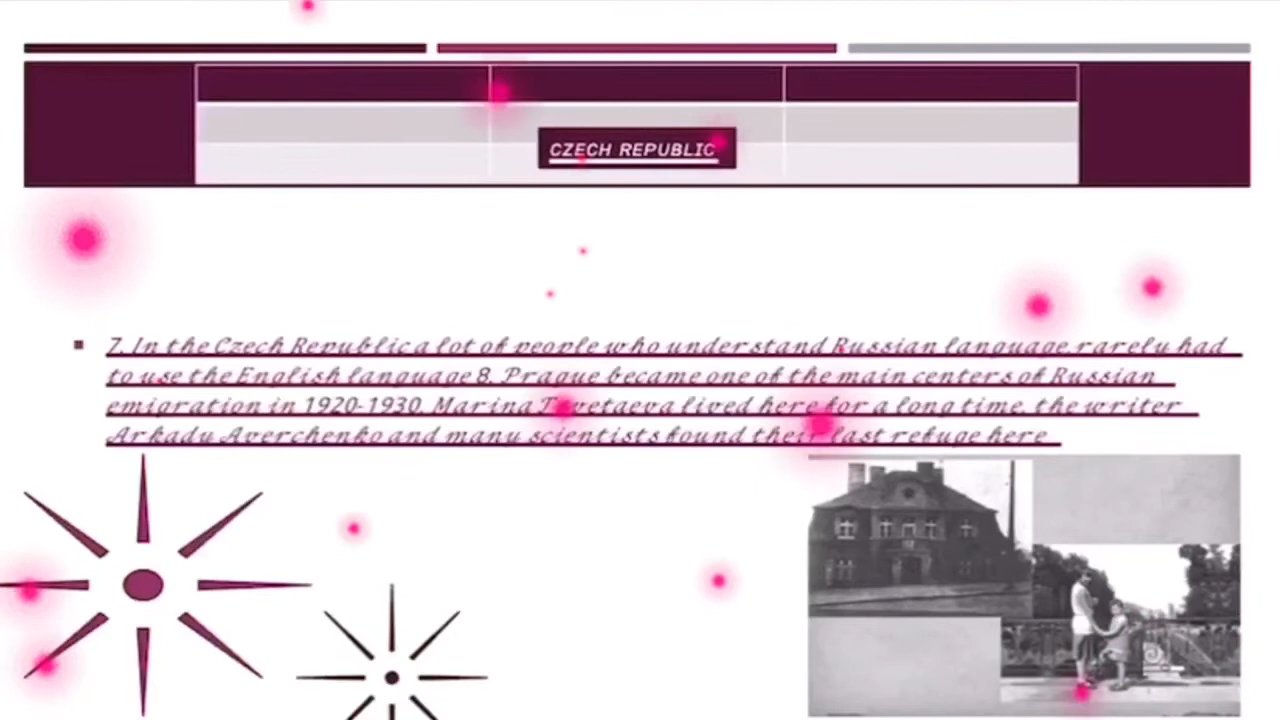 CZECH REPUBLIC
7. In the Czech Republic a lot of people who understand Russian language rarely had
to use the English language 8. Prague became one of the main centers of Russian
emigration in 1920-1930. Marina Tsvetaeva lived here for a long time, the writer
Arkady Averchenko and many scientists found their last refuge here